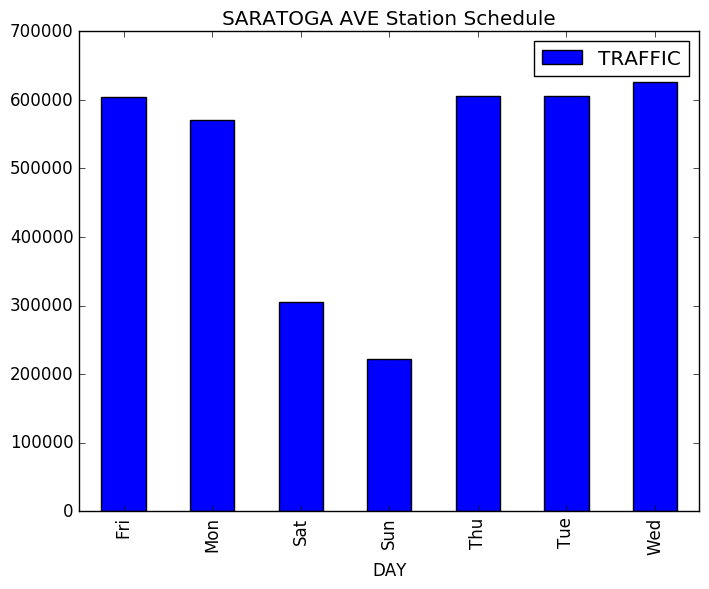 SARATOGA AVE Station Schedule
700000
TRAFFIC
600000
500000
400000
300000
200000
100000
0
Fri
Mon
Sat
Sun
Thu
Tue
Wed
DAY